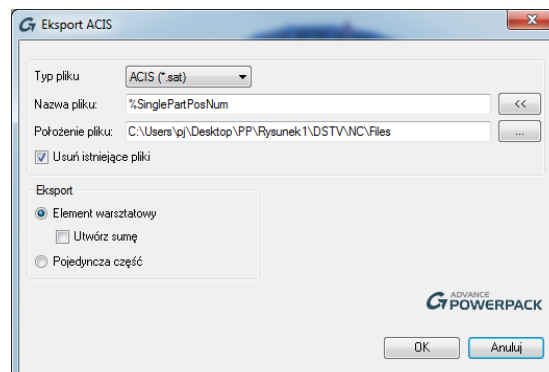 Eksport ACIS
Typ pliku ACIS (*.sat)
Nazwa pliku: %SinglePartPosNum <<
Położenie pliku: C:\Users\pj\Desktop\PP\Rysunek1\DSTV\NC\Files ...
Usuń istniejące pliki
Eksport
Element warsztatowy
Utwórz sumę
Pojedyncza część
ADVANCE
POWERPACK
OK Anuluj